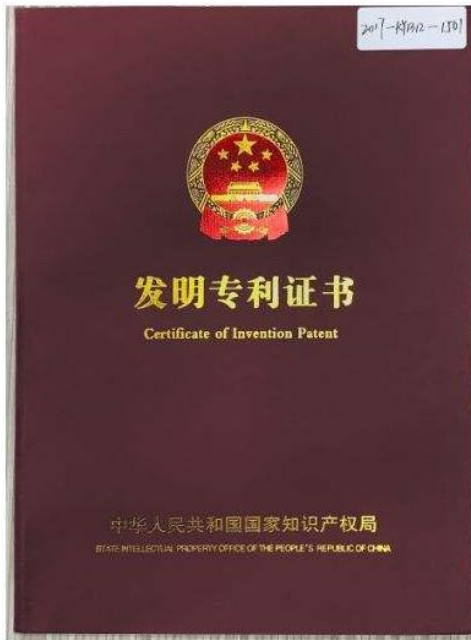 发明专利证书
Certificate of Invention Patent
中华人民共和国国家知识产权局
STATE INTELLECTUAL PROPERTY OFFICE OF THE PEOPLE'S REPUBLIC OF CHINA